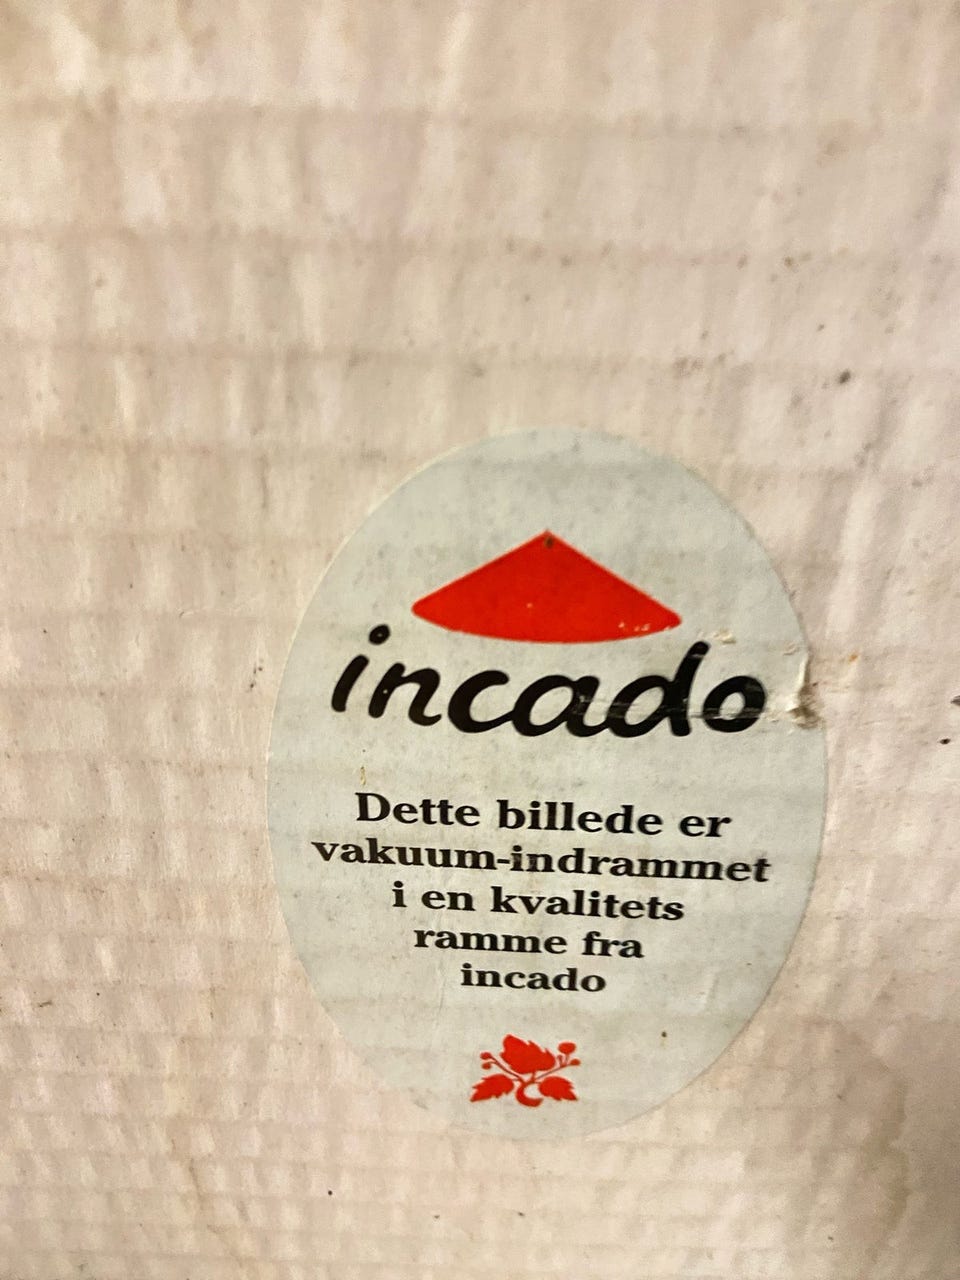 incado
Dette billede er
vakuum-indrammet
i en kvalitets
ramme fra
incado